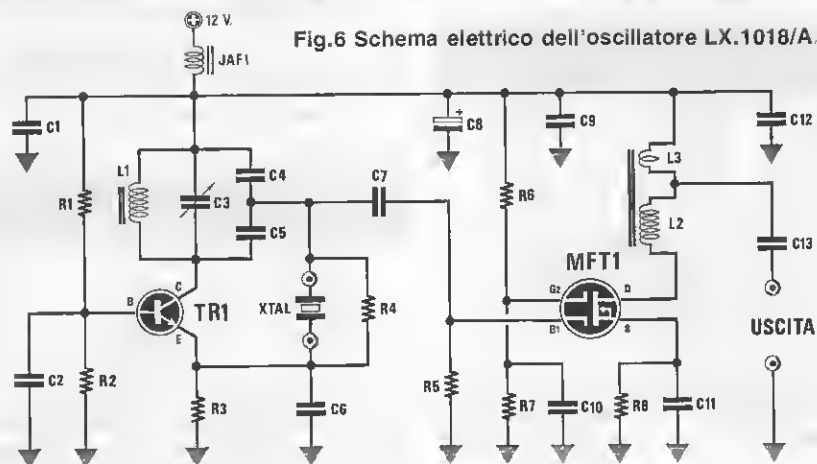 12 V.
Fig.6 Schema elettrico dell'oscillatore LX.1018/A.
JAF1
C1
R1
L1
C3
C4
C5
C7
C8
R6
C9
L3
L2
C12
C13
MFT1
G2
D
B1
S
USCITA
B
C
E
TR1
XTAL
R4
C2
R2
R3
C6
R5
R7
C10
R8
C11